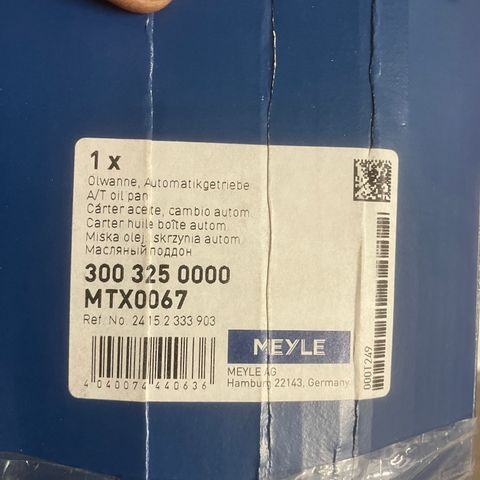 1 x
Ölwanne, Automatikgetriebe
A/T oil pan
Cárter aceite, cambio autom.
Carter huile boîte autom.
Miska olej. skrzynia autom.
Масляный поддон
300 325 0000
MTX0067
Ref. No. 24 15 2 333 903
MEYLE
MEYLE AG
Hamburg 22143, Germany
4 040074 440636
0001249